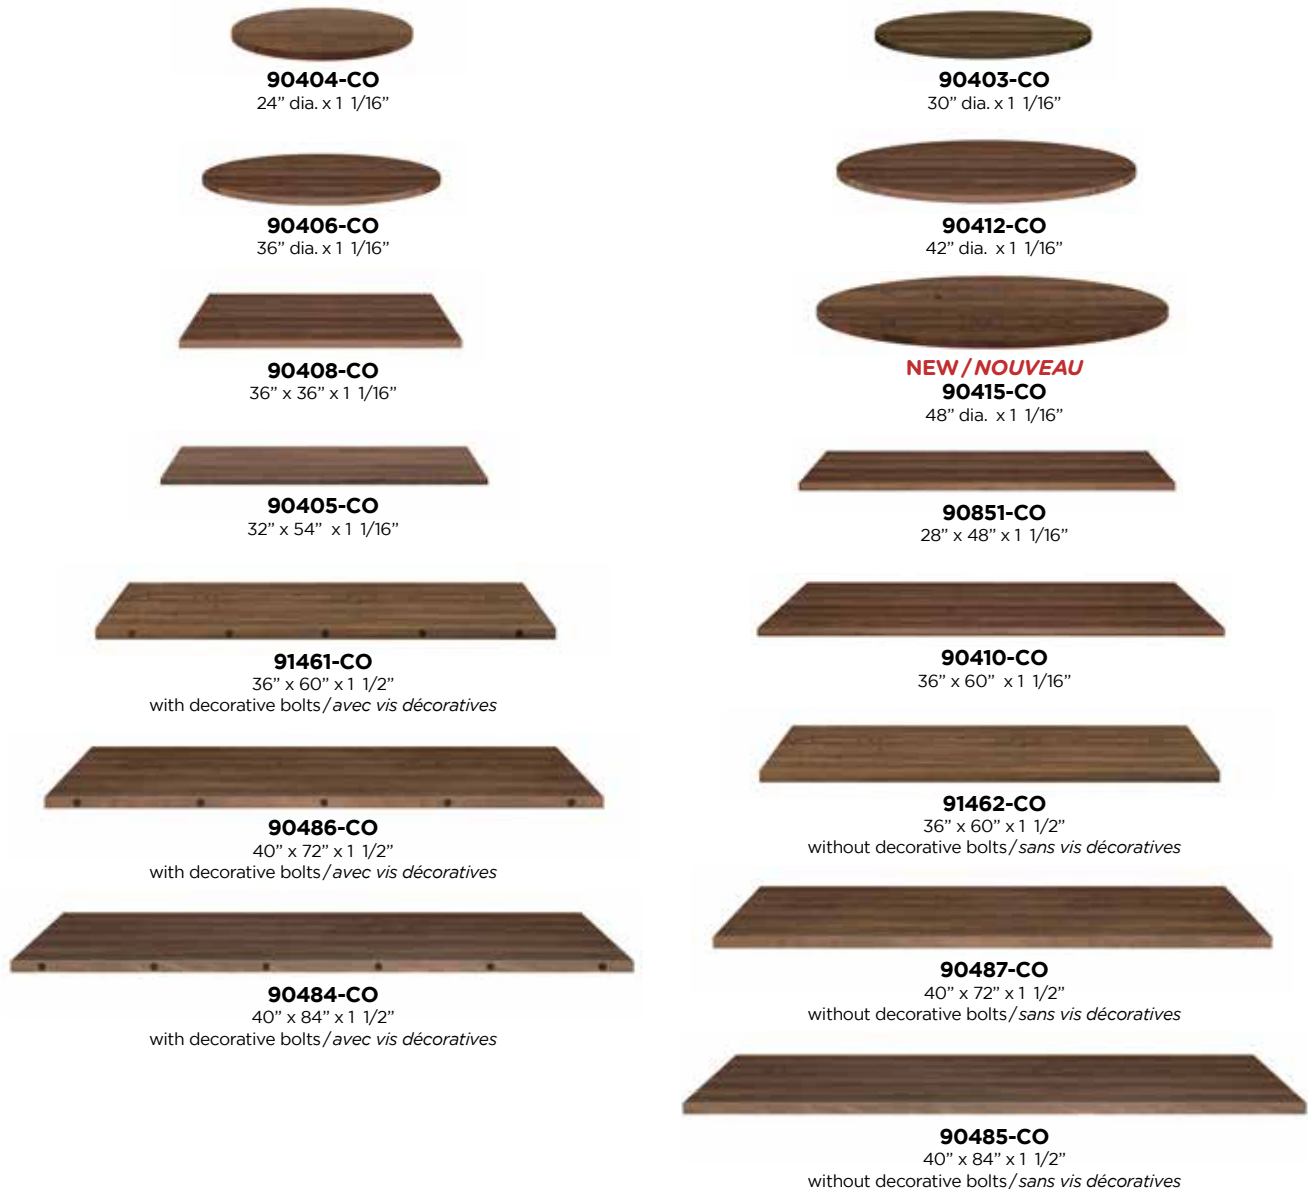 90404-CO
24” dia. x 1 1/16”
90403-CO
30” dia. x 1 1/16”
90406-CO
36” dia. x 1 1/16”
90412-CO
42” dia. x 1 1/16”
90408-CO
36” x 36” x 1 1/16”
NEW/NOUVEAU
90415-CO
48” dia. x 1 1/16”
90405-CO
32” x 54” x 1 1/16”
90851-CO
28” x 48” x 1 1/16”
91461-CO
36” x 60” x 1 1/2”
with decorative bolts/avec vis décoratives
90410-CO
36” x 60” x 1 1/16”
90486-CO
40” x 72” x 1 1/2”
with decorative bolts/avec vis décoratives
91462-CO
36” x 60” x 1 1/2”
without decorative bolts/sans vis décoratives
90484-CO
40” x 84” x 1 1/2”
with decorative bolts/avec vis décoratives
90487-CO
40” x 72” x 1 1/2”
without decorative bolts/sans vis décoratives
90485-CO
40” x 84” x 1 1/2”
without decorative bolts/sans vis décoratives